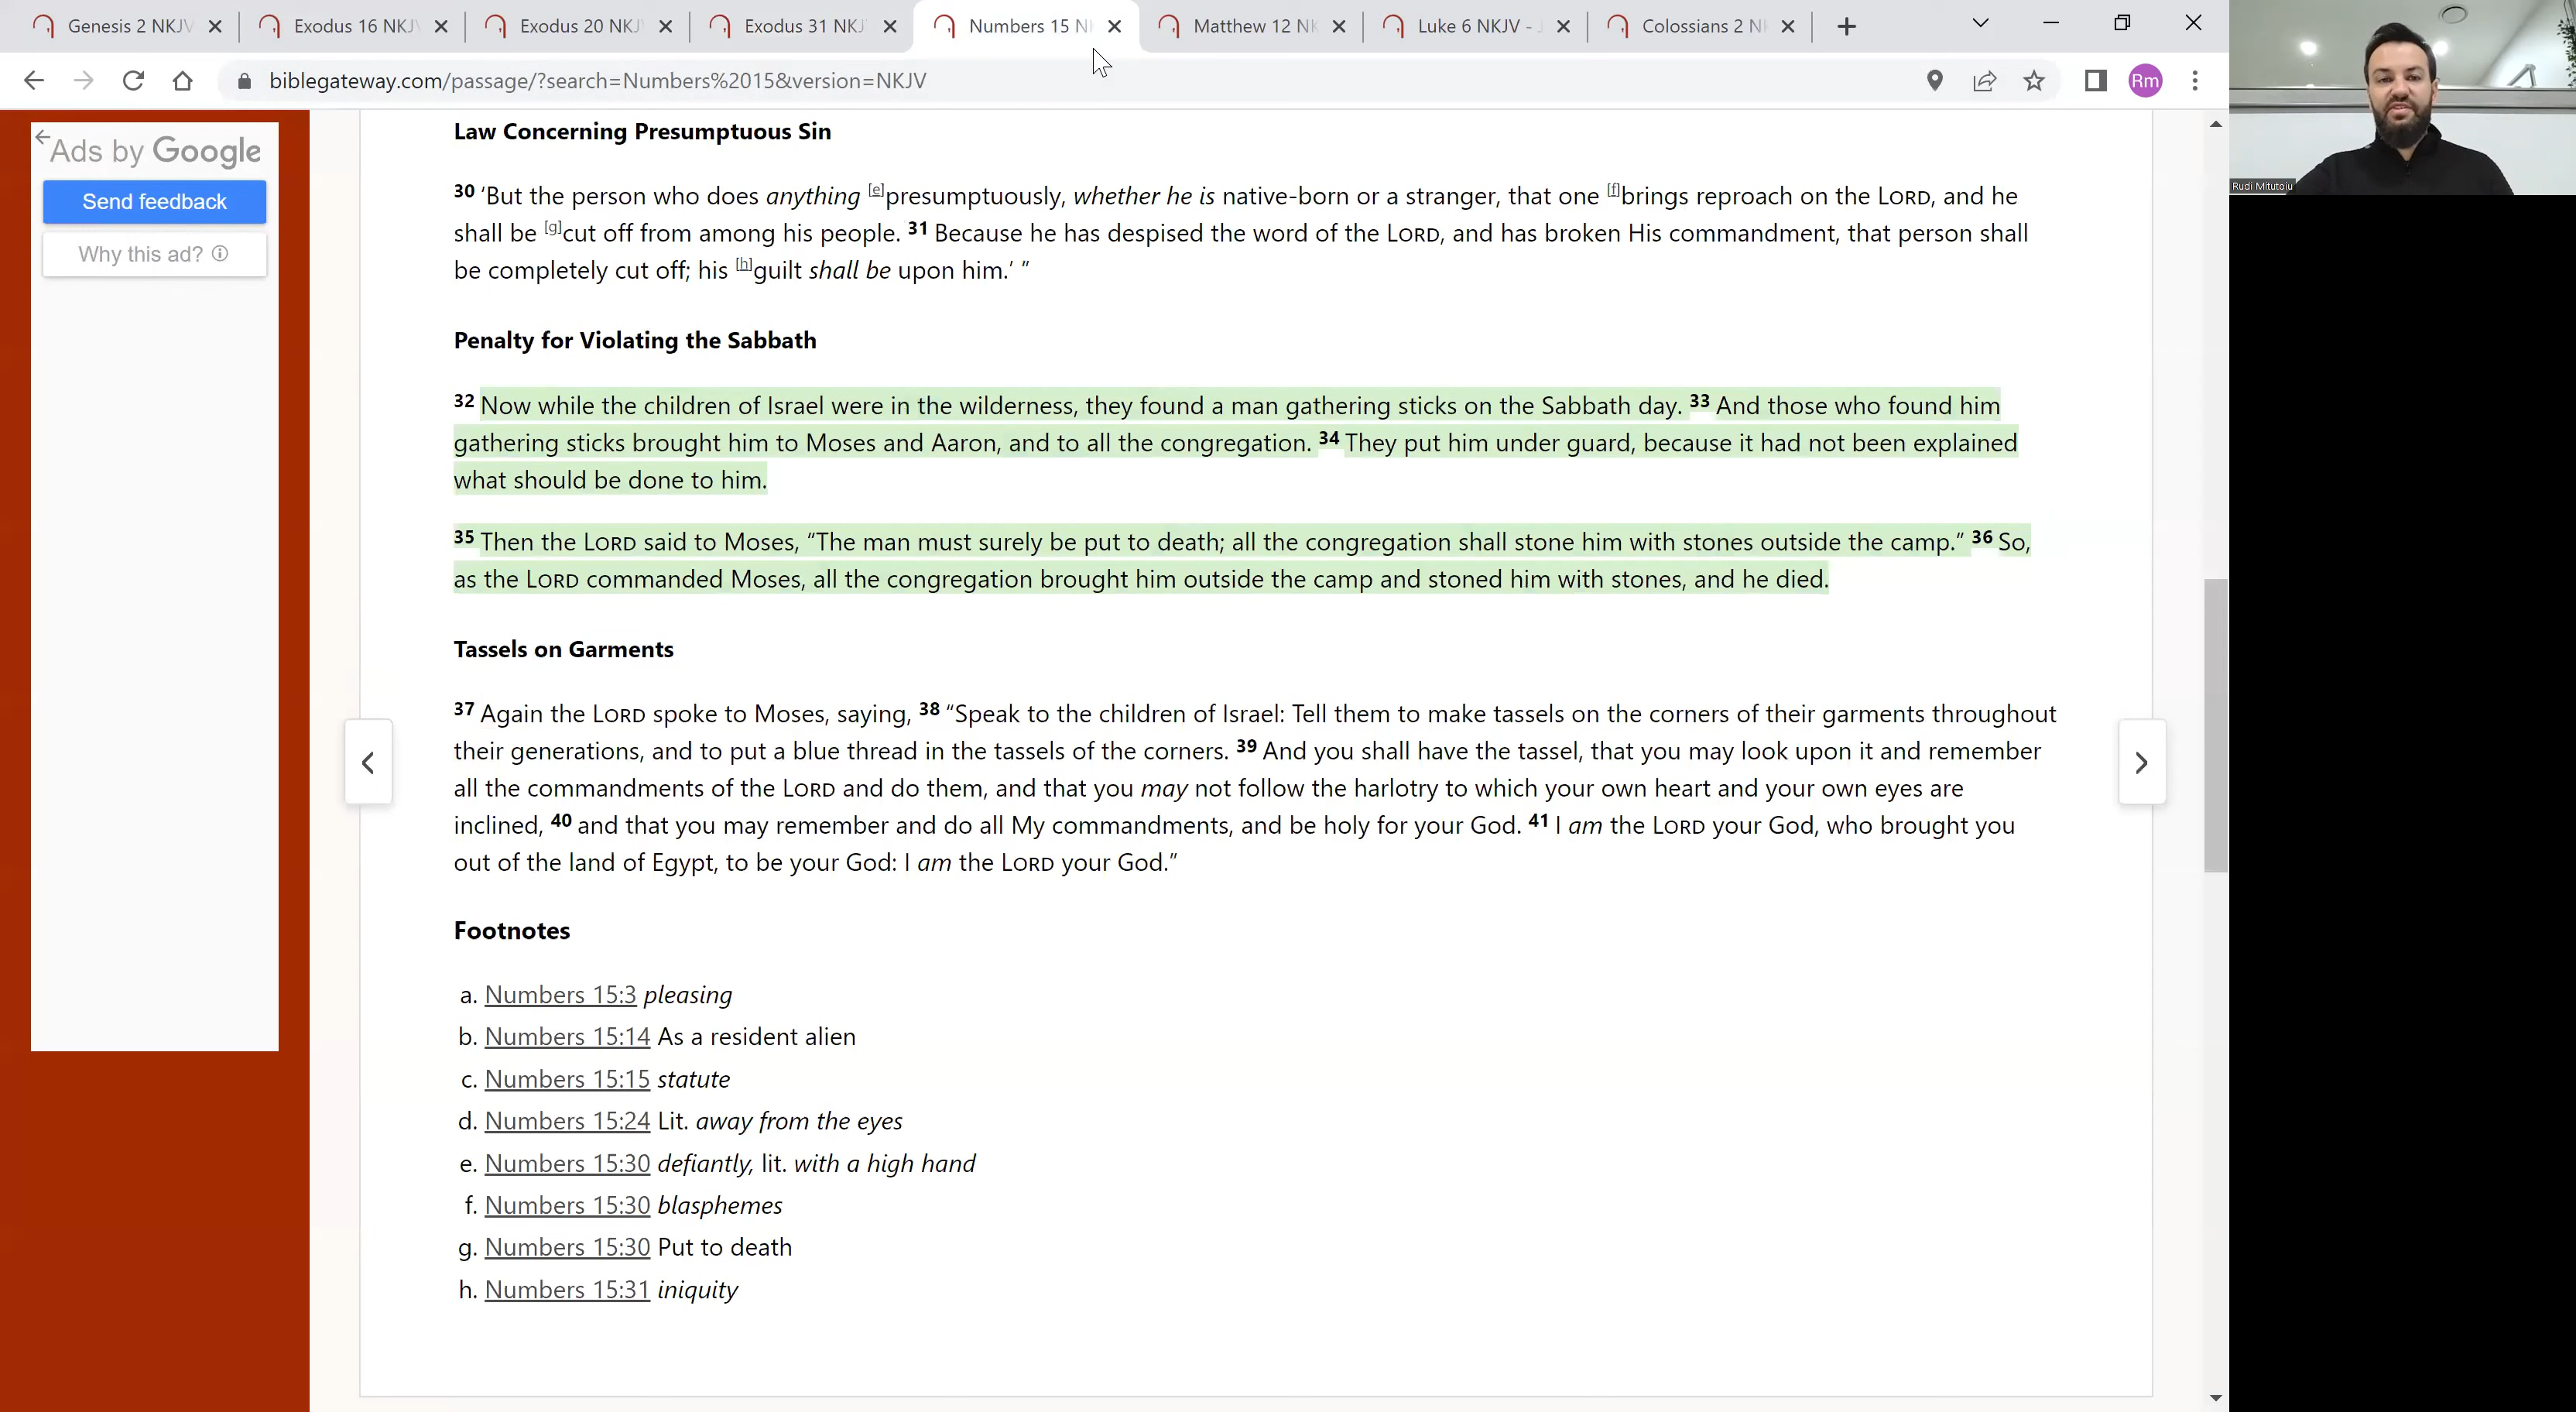 Genesis 2 NKJV
Exodus 16 NKJV
Exodus 20 NKJV
Exodus 31 NKJV
Numbers 15 N
Matthew 12 NK
Luke 6 NKJV - J
Colossians 2 N
biblegateway.com/passage/?search=Numbers%2015&version=NKJV
Rm
Rudi Mitutoiu
Ads by Google
Send feedback
Why this ad?
Law Concerning Presumptuous Sin
30 ‘But the person who does anything [e]presumptuously, whether he is native-born or a stranger, that one [f]brings reproach on the LORD, and he
shall be [g]cut off from among his people. 31 Because he has despised the word of the LORD, and has broken His commandment, that person shall
be completely cut off; his [h]guilt shall be upon him.’ ”
Penalty for Violating the Sabbath
32 Now while the children of Israel were in the wilderness, they found a man gathering sticks on the Sabbath day. 33 And those who found him
gathering sticks brought him to Moses and Aaron, and to all the congregation. 34 They put him under guard, because it had not been explained
what should be done to him.
35 Then the LORD said to Moses, “The man must surely be put to death; all the congregation shall stone him with stones outside the camp.” 36 So,
as the LORD commanded Moses, all the congregation brought him outside the camp and stoned him with stones, and he died.
Tassels on Garments
37 Again the LORD spoke to Moses, saying, 38 “Speak to the children of Israel: Tell them to make tassels on the corners of their garments throughout
their generations, and to put a blue thread in the tassels of the corners. 39 And you shall have the tassel, that you may look upon it and remember
all the commandments of the LORD and do them, and that you may not follow the harlotry to which your own heart and your own eyes are
inclined, 40 and that you may remember and do all My commandments, and be holy for your God. 41 I am the LORD your God, who brought you
out of the land of Egypt, to be your God: I am the LORD your God.”
Footnotes
a. Numbers 15:3 pleasing
b. Numbers 15:14 As a resident alien
c. Numbers 15:15 statute
d. Numbers 15:24 Lit. away from the eyes
e. Numbers 15:30 defiantly, lit. with a high hand
f. Numbers 15:30 blasphemes
g. Numbers 15:30 Put to death
h. Numbers 15:31 iniquity